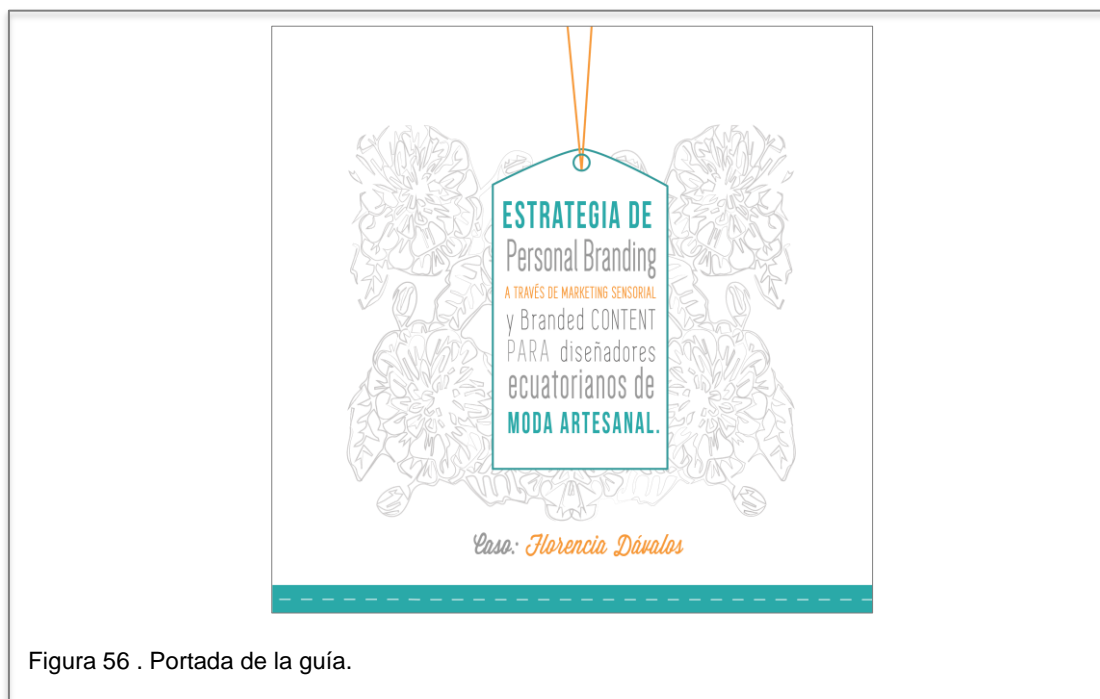 ESTRATEGIA DE
Personal Branding
A TRAVÉS DE MARKETING SENSORIAL
y Branded CONTENT
PARA diseñadores
ecuatorianos de
MODA ARTESANAL.
Caso: Florencia Dávalos
Figura 56 . Portada de la guía.